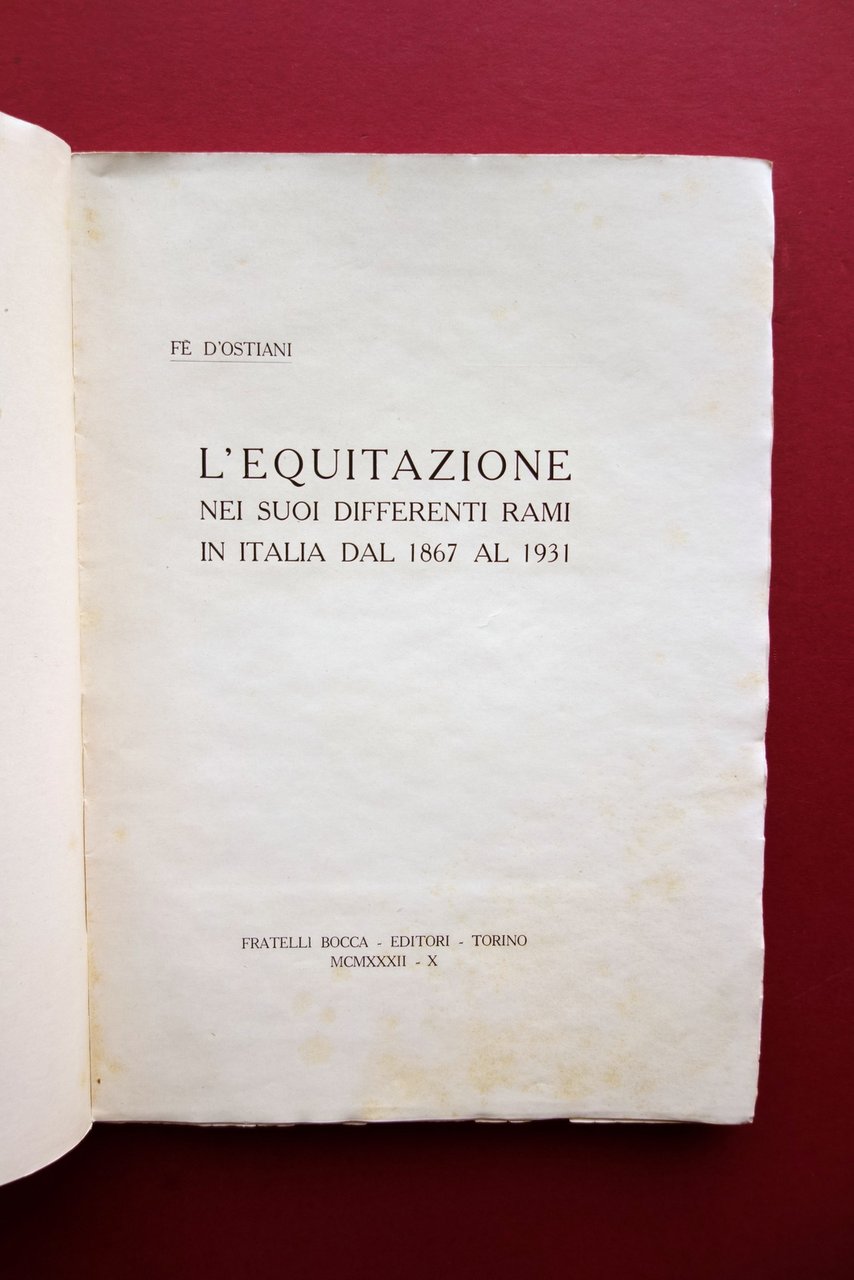 FÈ D'OSTIANI
L'EQUITAZIONE
NEI SUOI DIFFERENTI RAMI
IN ITALIA DAL 1867 AL 1931
FRATELLI BOCCA - EDITORI - TORINO
MCMXXXII - X